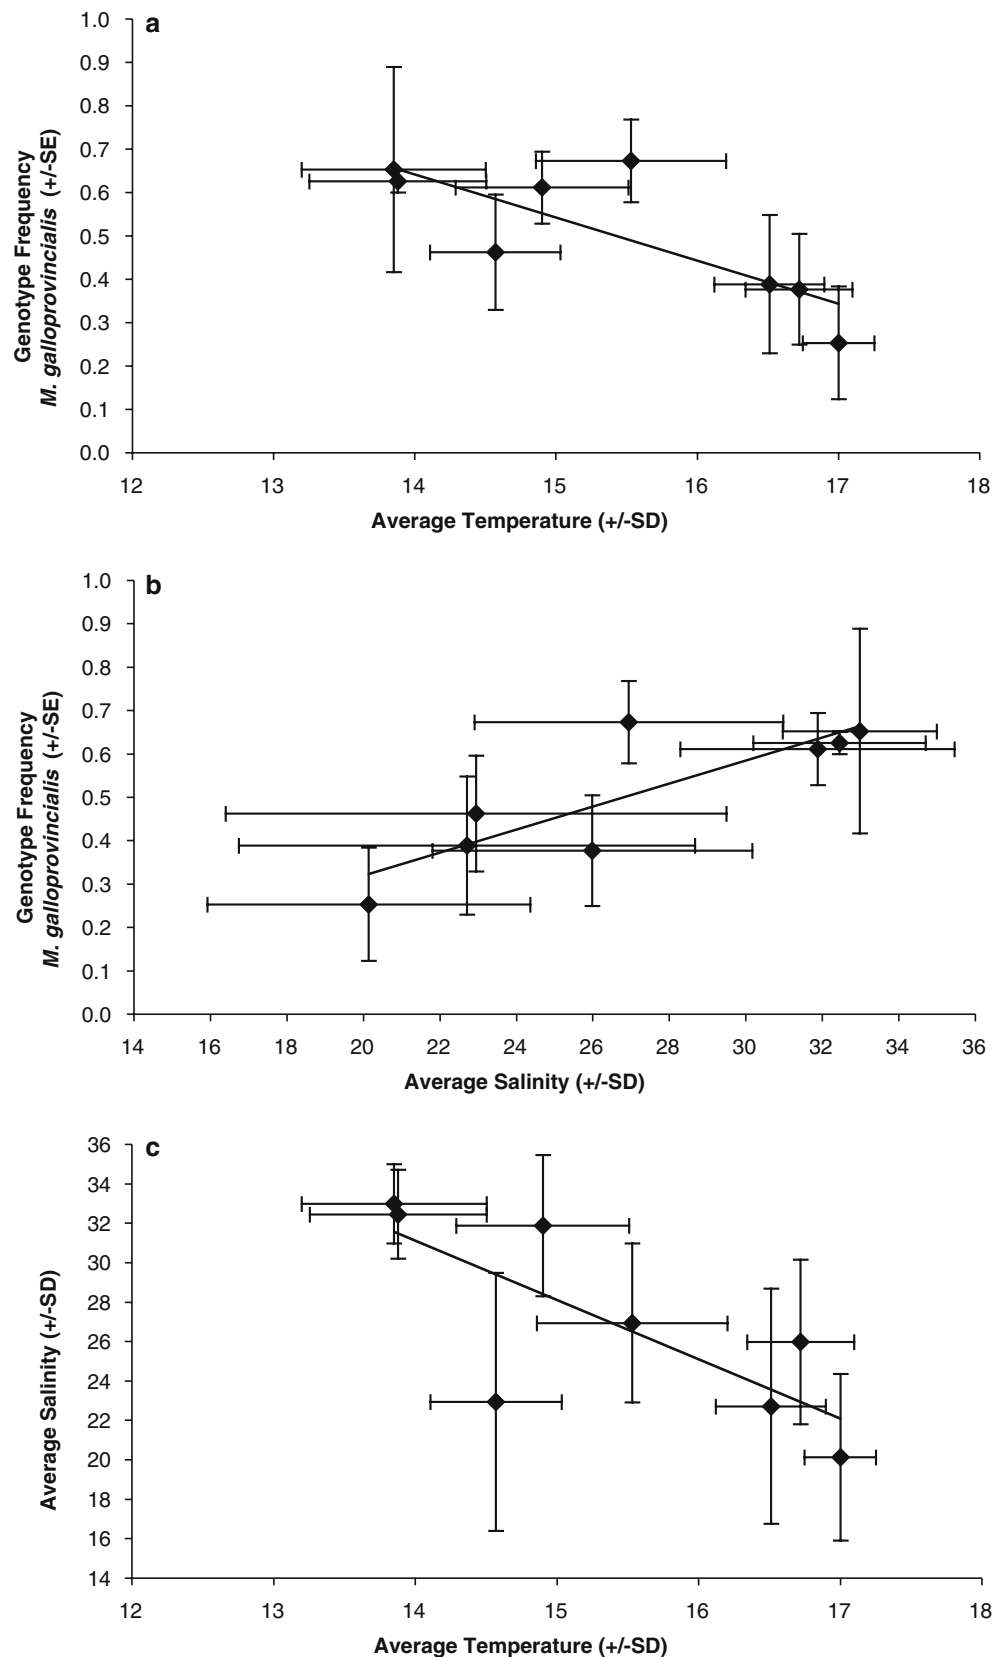 a
1.0
0.9
0.8
0.7
0.6
0.5
0.4
0.3
0.2
0.1
0.0
Genotype Frequency
M. galloprovincialis (+/-SE)
12 13 14 15 16 17 18
Average Temperature (+/-SD)
b
1.0
0.9
0.8
0.7
0.6
0.5
0.4
0.3
0.2
0.1
0.0
Genotype Frequency
M. galloprovincialis (+/-SE)
14 16 18 20 22 24 26 28 30 32 34 36
Average Salinity (+/-SD)
c
36
34
32
30
28
26
24
22
20
18
16
14
Average Salinity (+/-SD)
12 13 14 15 16 17 18
Average Temperature (+/-SD)